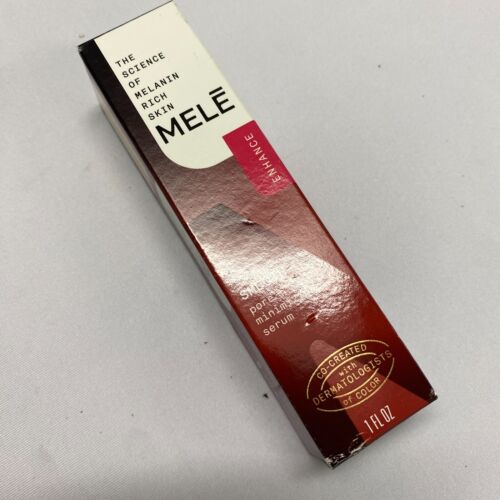 THE
SCIENCE
OF
MELANIN
RICH
SKIN
MELĒ
ENHANCE
serum
CO-CREATED
with
DERMATOLOGISTS
of COLOR
1 FL OZ